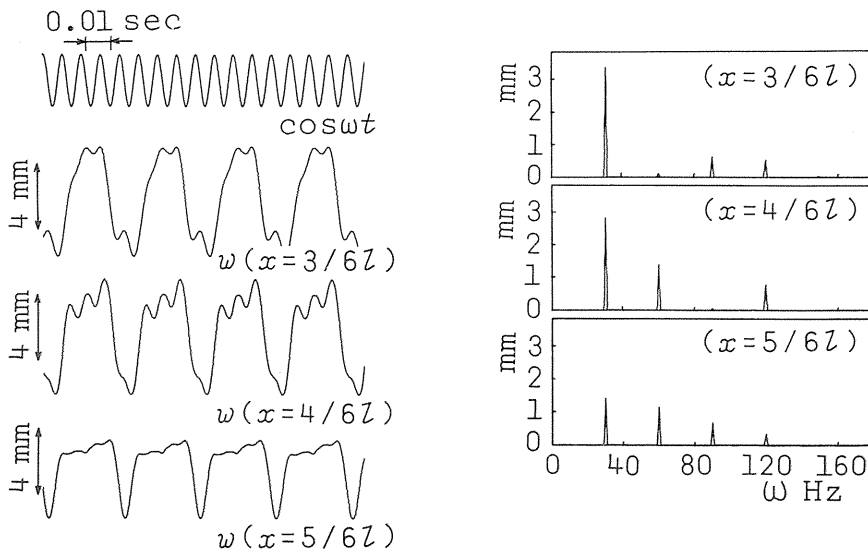 0.01 sec
cosωt
4 mm
w(x=3/6l)
4 mm
w(x=4/6l)
4 mm
w(x=5/6l)
mm
3
2
1
0
(x=3/6l)
mm
3
2
1
0
(x=4/6l)
mm
3
2
1
0
(x=5/6l)
0 40 80 120 160
ω Hz